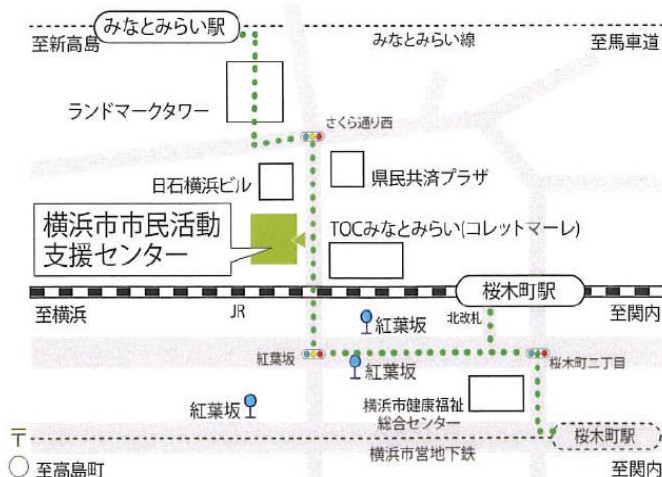 みなとみらい駅
至新高島
みなとみらい線
至馬車道
ランドマークタワー
さくら通り西
日石横浜ビル
県民共済プラザ
横浜市市民活動
支援センター
TOCみなとみらい(コレットマーレ)
桜木町駅
至横浜
JR
北改札
至関内
紅葉坂
紅葉坂
紅葉坂
桜木町二丁目
紅葉坂
横浜市健康福祉
総合センター
〒
桜木町駅
横浜市営地下鉄
至高島町
至関内